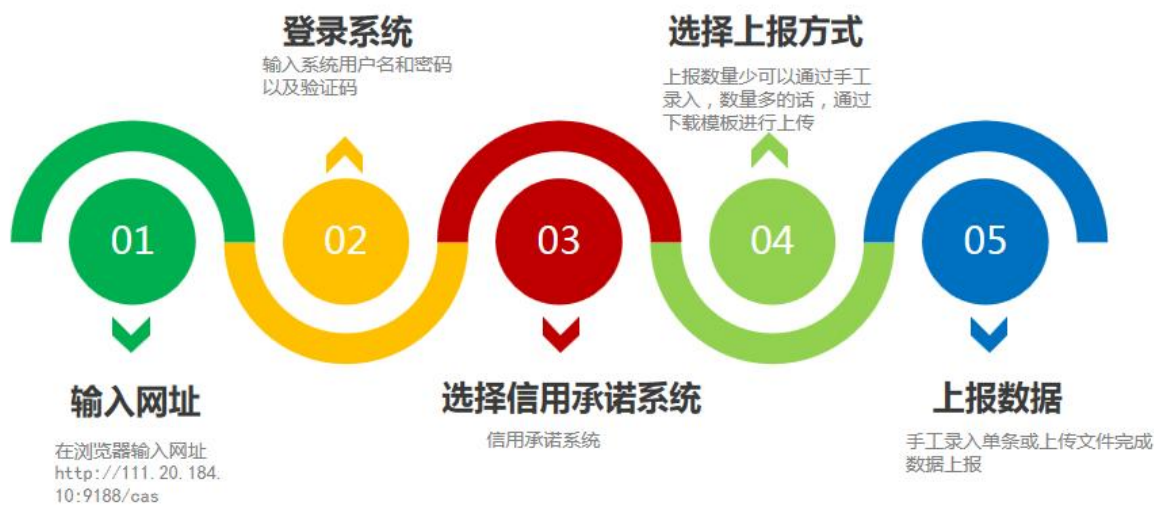 登录系统
输入系统用户名和密码
以及验证码
选择上报方式
上报数量少可以通过手工
录入，数量多的话，通过
下载模板进行上传
01
02
03
04
05
输入网址
在浏览器输入网址
http://111.20.184.
10:9188/cas
选择信用承诺系统
信用承诺系统
上报数据
手工录入单条或上传文件完成
数据上报